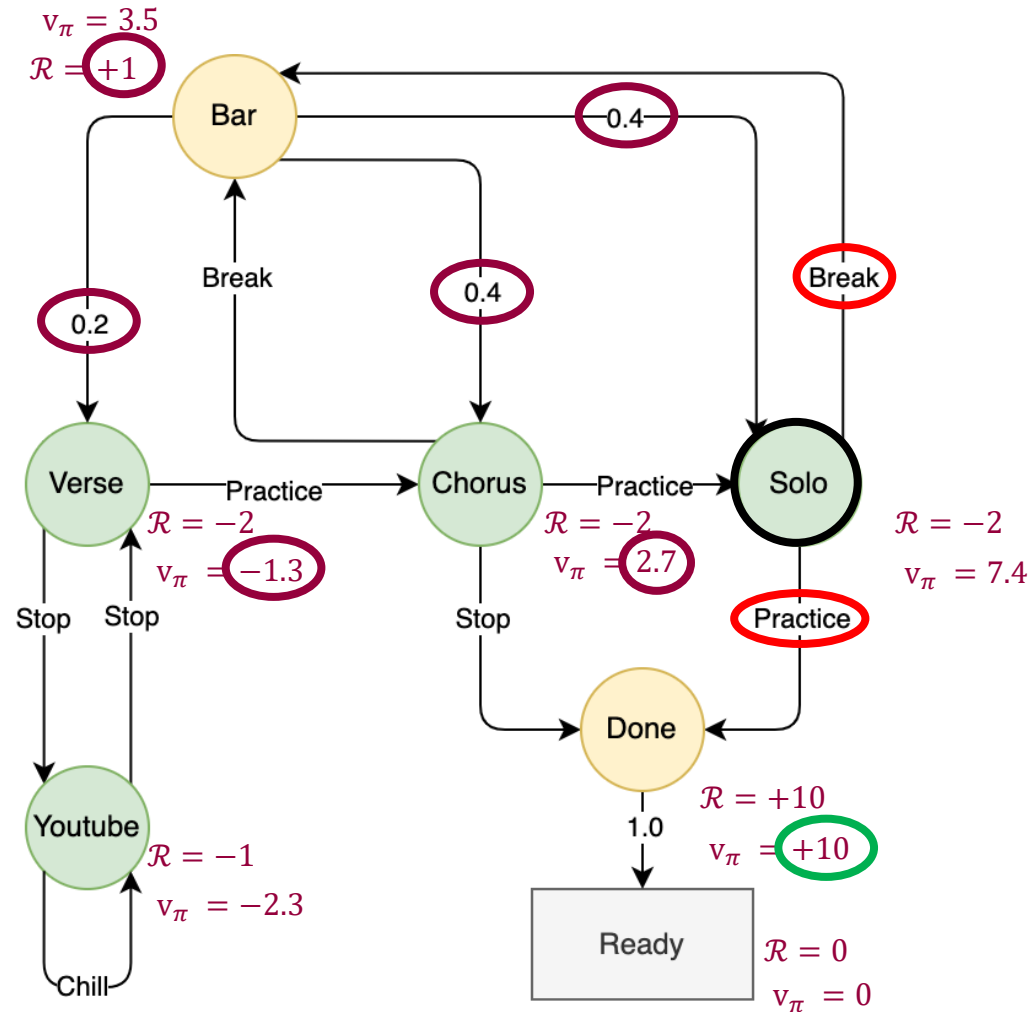 vπ = 3.5
ℛ = +1
Bar
0.4
Break
0.4
Break
0.2
Verse
Practice
Chorus
Practice
Solo
ℛ = −2
vπ = −1.3
ℛ = −2
vπ = 2.7
ℛ = −2
vπ = 7.4
Stop
Stop
Stop
Practice
Done
Youtube
ℛ = −1
vπ = −2.3
ℛ = +10
vπ = +10
1.0
Ready
ℛ = 0
vπ = 0
Chill